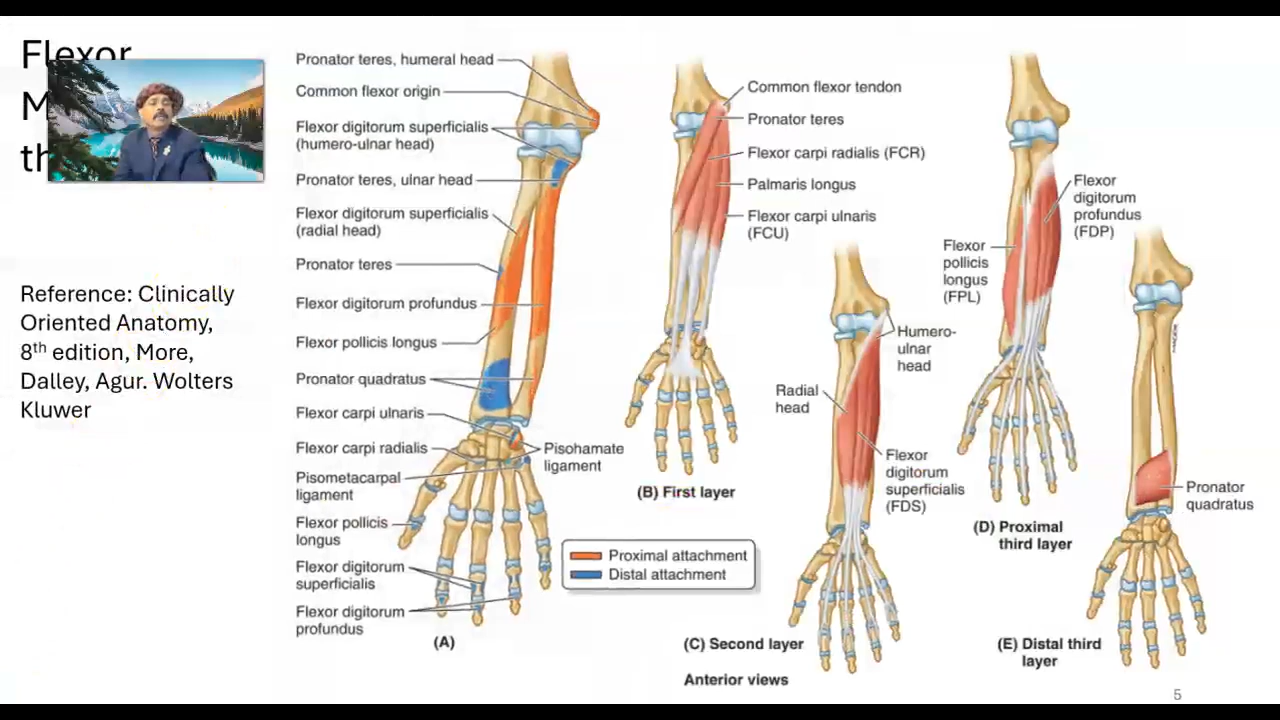 Flexor
M
th
Reference: Clinically
Oriented Anatomy,
8th edition, More,
Dalley, Agur. Wolters
Kluwer
Pronator teres, humeral head
Common flexor origin
Flexor digitorum superficialis
(humero-ulnar head)
Pronator teres, ulnar head
Flexor digitorum superficialis
(radial head)
Pronator teres
Flexor digitorum profundus
Flexor pollicis longus
Pronator quadratus
Flexor carpi ulnaris
Flexor carpi radialis
Pisometacarpal
ligament
Flexor pollicis
longus
Flexor digitorum
superficialis
Flexor digitorum
profundus
Pisohamate
ligament
(A)
Proximal attachment
Distal attachment
Common flexor tendon
Pronator teres
Flexor carpi radialis (FCR)
Palmaris longus
Flexor carpi ulnaris
(FCU)
(B) First layer
Humero-
ulnar
head
Radial
head
Flexor
digitorum
superficialis
(FDS)
(C) Second layer
Anterior views
Flexor
digitorum
profundus
(FDP)
Flexor
pollicis
longus
(FPL)
(D) Proximal
third layer
Pronator
quadratus
(E) Distal third
layer
5